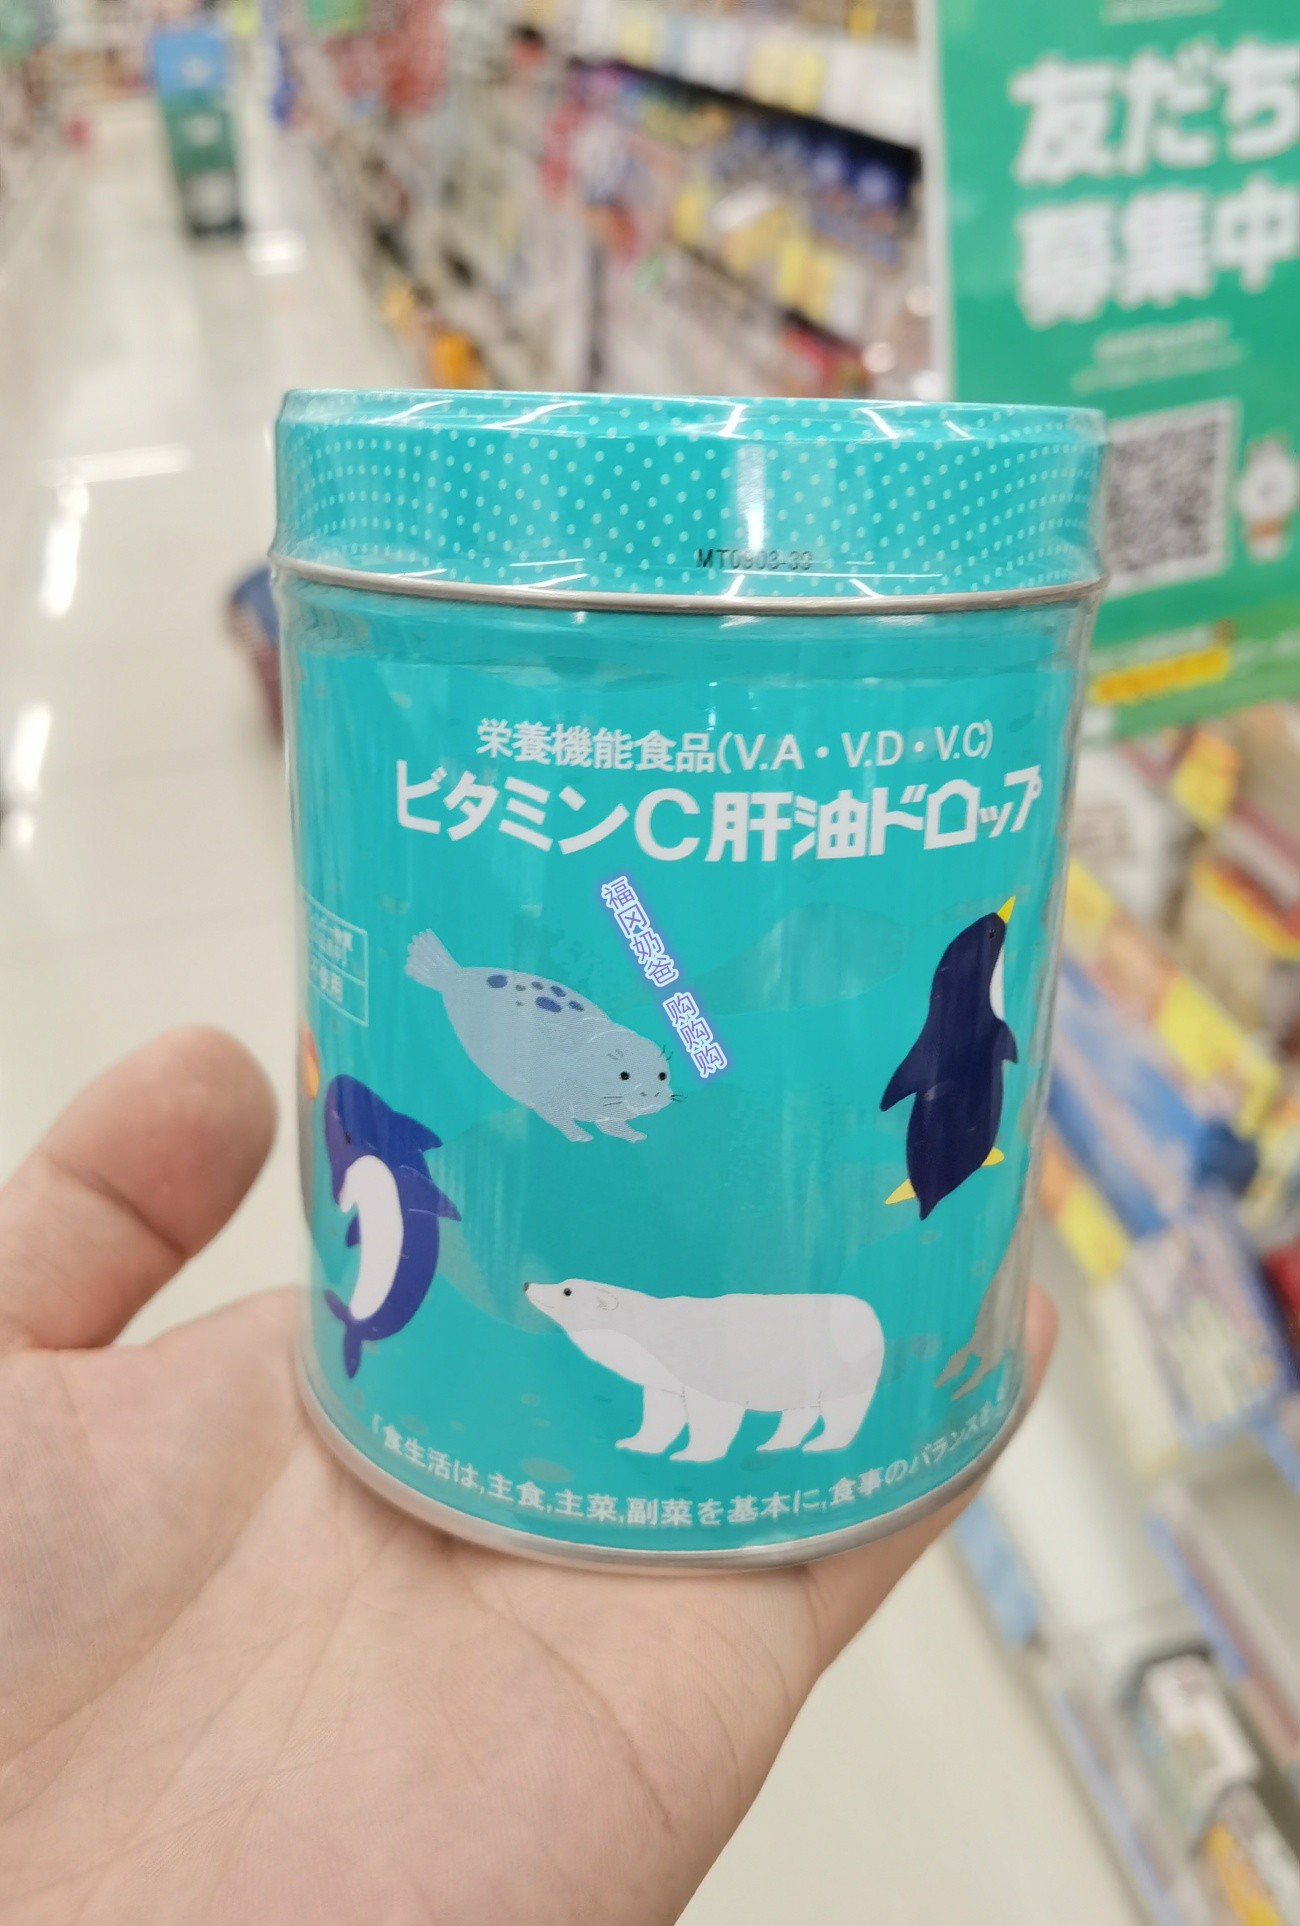 友だち
募集中
MT0903-39
栄養機能食品(V.A・V.D・V.C)
ビタミンC肝油ドロップ
福冈奶爸 购购购
「食生活は,主食,主菜,副菜を基本に,食事のバランスを